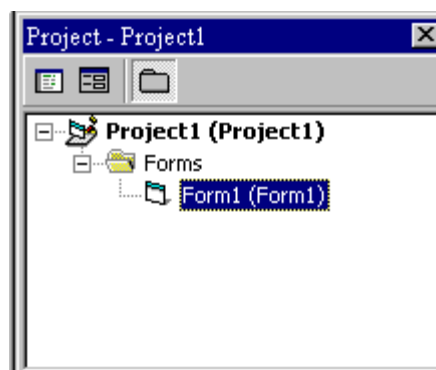 Project - Project1
Project1 (Project1)
Forms
Form1 (Form1)